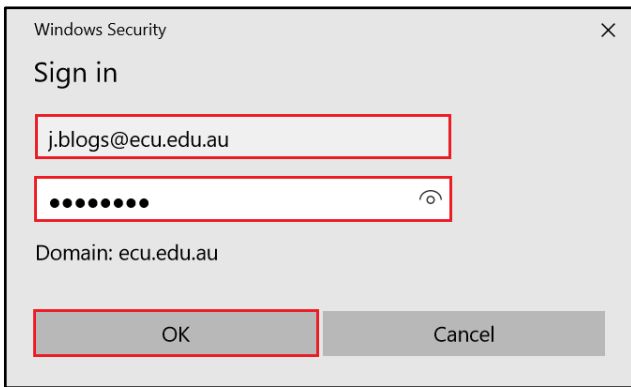 Windows Security
Sign in
j.blogs@ecu.edu.au
●●●●●●●●
Domain: ecu.edu.au
OK Cancel